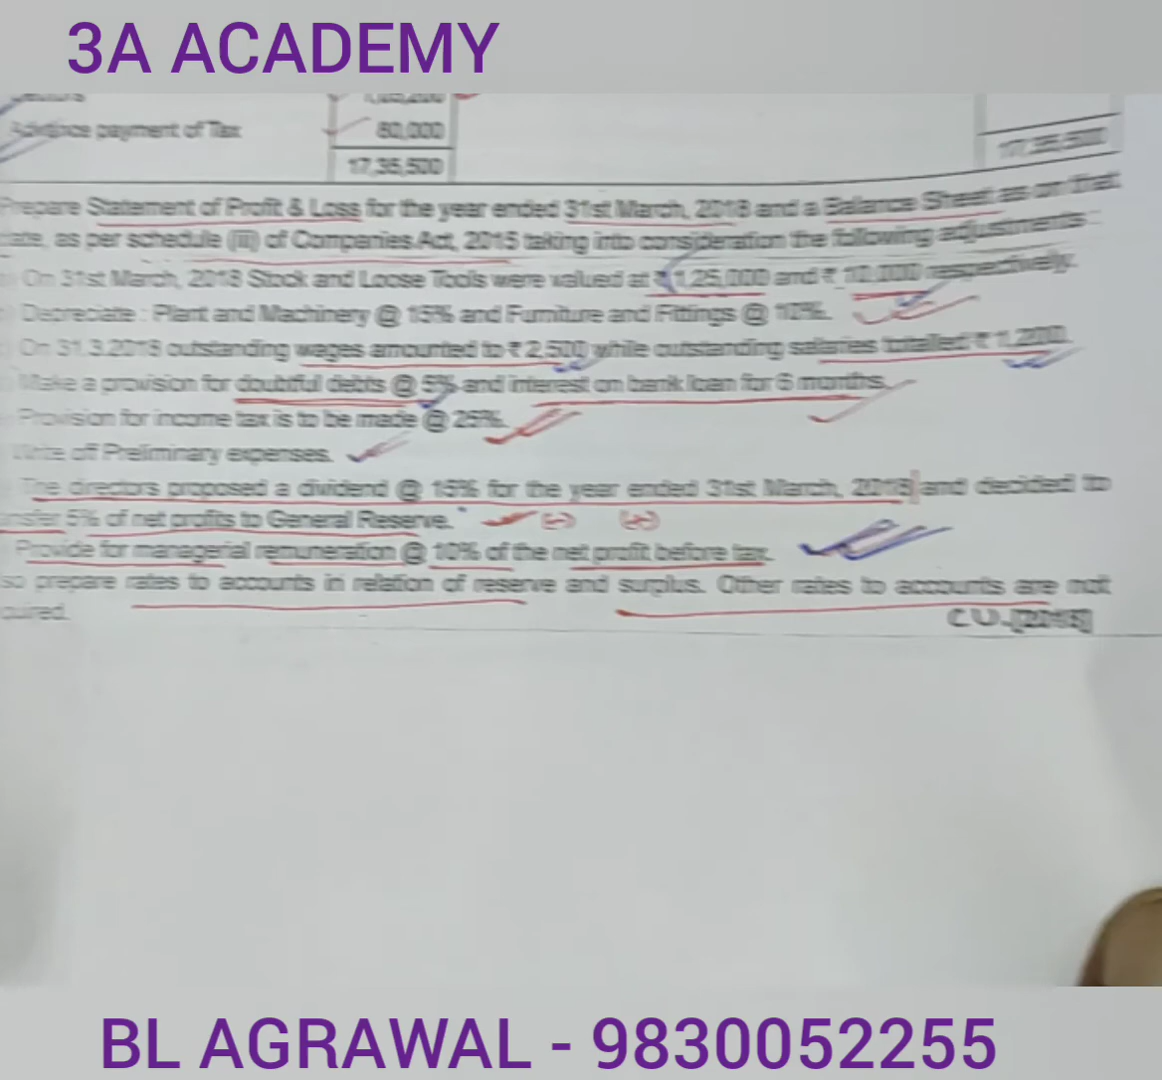 3A ACADEMY
Advance payment of Tax 80,000
17,35,500 17,35,500
Prepare Statement of Profit & Loss for the year ended 31st March, 2018 and a Balance Sheet as on that
date, as per schedule (iii) of Companies Act, 2015 taking into consideration the following adjustments :
On 31st March, 2018 Stock and Loose Tools were valued at ₹ 1,25,000 and ₹ 10,000 respectively.
Depreciate : Plant and Machinery @ 15% and Furniture and Fittings @ 10%.
On 31.3.2018 outstanding wages amounted to ₹ 2,500 while outstanding salaries totalled ₹ 1,200.
Make a provision for doubtful debts @ 5% and interest on bank loan for 6 months.
Provision for income tax is to be made @ 25%.
Write off Preliminary expenses.
The directors proposed a dividend @ 15% for the year ended 31st March, 2018 and decided to
5% of net profits to General Reserve. (-) (+)
Provide for managerial remuneration @ 10% of the net profit before tax.
so prepare rates to accounts in relation of reserve and surplus. Other rates to accounts are not
quired.
C.U.-[2018]
BL AGRAWAL - 9830052255